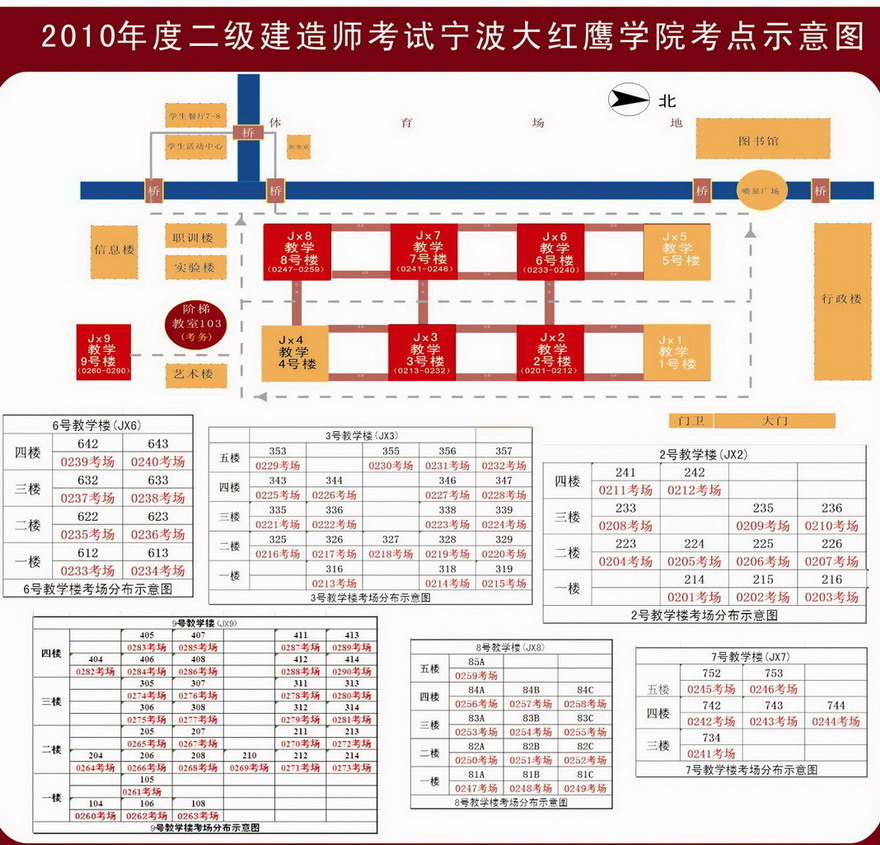 2010年度二级建造师考试宁波大红鹰学院考点示意图
北
体 育 场 地
学生餐厅7-8
桥
学生活动中心
图书馆
桥
桥
桥
喷泉广场
桥
信息楼
职训楼
实验楼
Jx8
教学
8号楼
(0247-0259)
Jx7
教学
7号楼
(0241-0246)
Jx6
教学
6号楼
(0233-0240)
Jx5
教学
5号楼
行政楼
阶梯
教室103
(考务)
Jx9
教学
9号楼
(0260-0290)
艺术楼
Jx4
教学
4号楼
Jx3
教学
3号楼
(0213-0232)
Jx2
教学
2号楼
(0201-0212)
Jx1
教学
1号楼
门卫 大门
6号教学楼(JX6)
四楼 642 643
0239考场 0240考场
三楼 632 633
0237考场 0238考场
二楼 622 623
0235考场 0236考场
一楼 612 613
0233考场 0234考场
6号教学楼考场分布示意图
3号教学楼(JX3)
五楼 353 355 356 357
0229考场 0230考场 0231考场 0232考场
四楼 343 344 346 347
0225考场 0226考场 0227考场 0228考场
三楼 335 336 338 339
0221考场 0222考场 0223考场 0224考场
二楼 325 326 327 328 329
0216考场 0217考场 0218考场 0219考场 0220考场
一楼 316 318 319
0213考场 0214考场 0215考场
3号教学楼考场分布示意图
2号教学楼(JX2)
四楼 241 242
0211考场 0212考场
三楼 233 235 236
0208考场 0209考场 0210考场
二楼 223 224 225 226
0204考场 0205考场 0206考场 0207考场
一楼 214 215 216
0201考场 0202考场 0203考场
2号教学楼考场分布示意图
9号教学楼(JX9)
四楼 405 407 411 413
0283考场 0285考场 0287考场 0289考场
404 406 408 412 414
0282考场 0284考场 0286考场 0288考场 0290考场
三楼 305 307 311 313
0274考场 0276考场 0278考场 0280考场
306 308 312 314
0275考场 0277考场 0279考场 0281考场
二楼 205 207 211 213
0265考场 0267考场 0270考场 0272考场
204 206 208 210 212 214
0264考场 0266考场 0268考场 0269考场 0271考场 0273考场
一楼 105
0261考场
104 106 108
0260考场 0262考场 0263考场
9号教学楼考场分布示意图
8号教学楼(JX8)
五楼 85A
0259考场
四楼 84A 84B 84C
0256考场 0257考场 0258考场
三楼 83A 83B 83C
0253考场 0254考场 0255考场
二楼 82A 82B 82C
0250考场 0251考场 0252考场
一楼 81A 81B 81C
0247考场 0248考场 0249考场
8号教学楼考场分布示意图
7号教学楼(JX7)
五楼 752 753
0245考场 0246考场
四楼 742 743 744
0242考场 0243考场 0244考场
三楼 734
0241考场
7号教学楼考场分布示意图